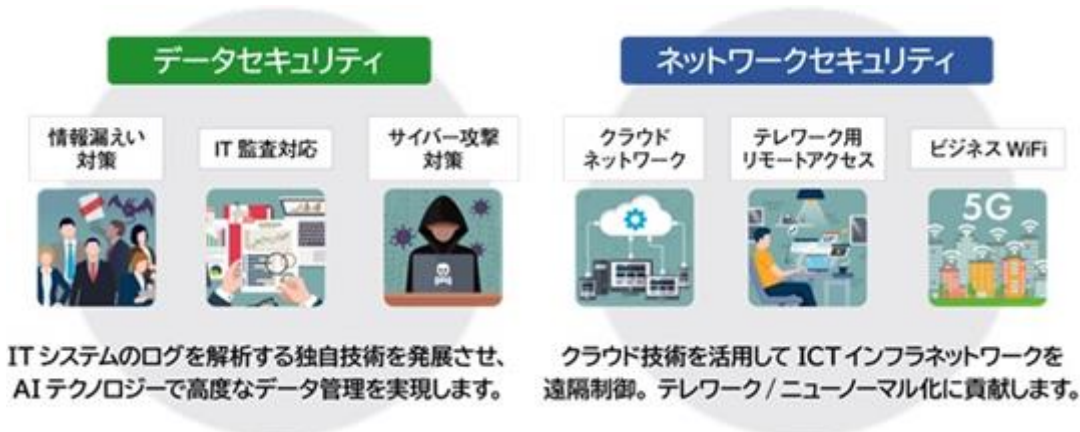 データセキュリティ
ネットワークセキュリティ
情報漏えい
対策
IT 監査対応
サイバー攻撃
対策
クラウド
ネットワーク
テレワーク用
リモートアクセス
ビジネス WiFi
5G
IT システムのログを解析する独自技術を発展させ、
AI テクノロジーで高度なデータ管理を実現します。
クラウド技術を活用して ICT インフラネットワークを
遠隔制御。テレワーク / ニューノーマル化に貢献します。